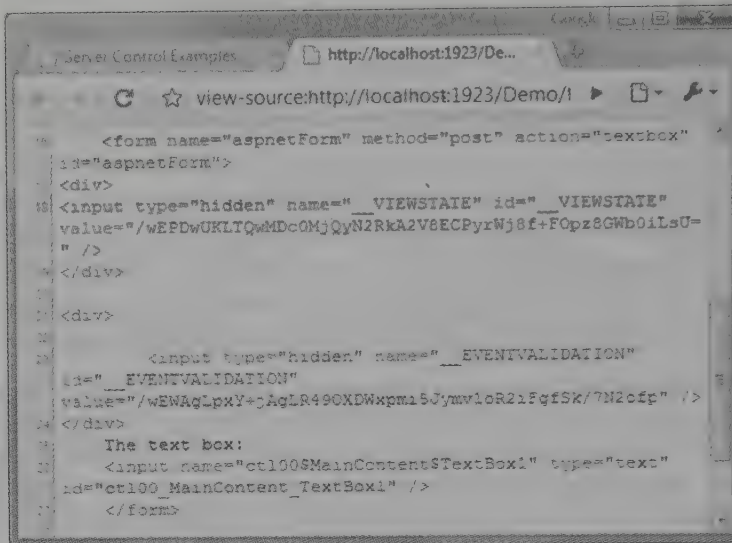 Google
Server Control Examples
http://localhost:1923/De...
view-source:http://localhost:1923/Demo/
<form name="aspnetForm" method="post" action="textbox"
id="aspnetForm">
<div>
18 <input type="hidden" name="__VIEWSTATE" id="__VIEWSTATE"
value="/wEPDwUKLTQwMDc0MjQyN2RkA2V8ECPyrWj8f+FOpz8GWb0iLsU=
" />
</div>
<div>
<input type="hidden" name="__EVENTVALIDATION"
id="__EVENTVALIDATION"
value="/wEWAgLpxY+jAgLR49OXDWxpmi5Jymv1oR2iFgfSk/7N2ofp" />
</div>
The text box:
<input name="ctl00$MainContent$TextBox1" type="text"
id="ctl00_MainContent_TextBox1" />
</form>